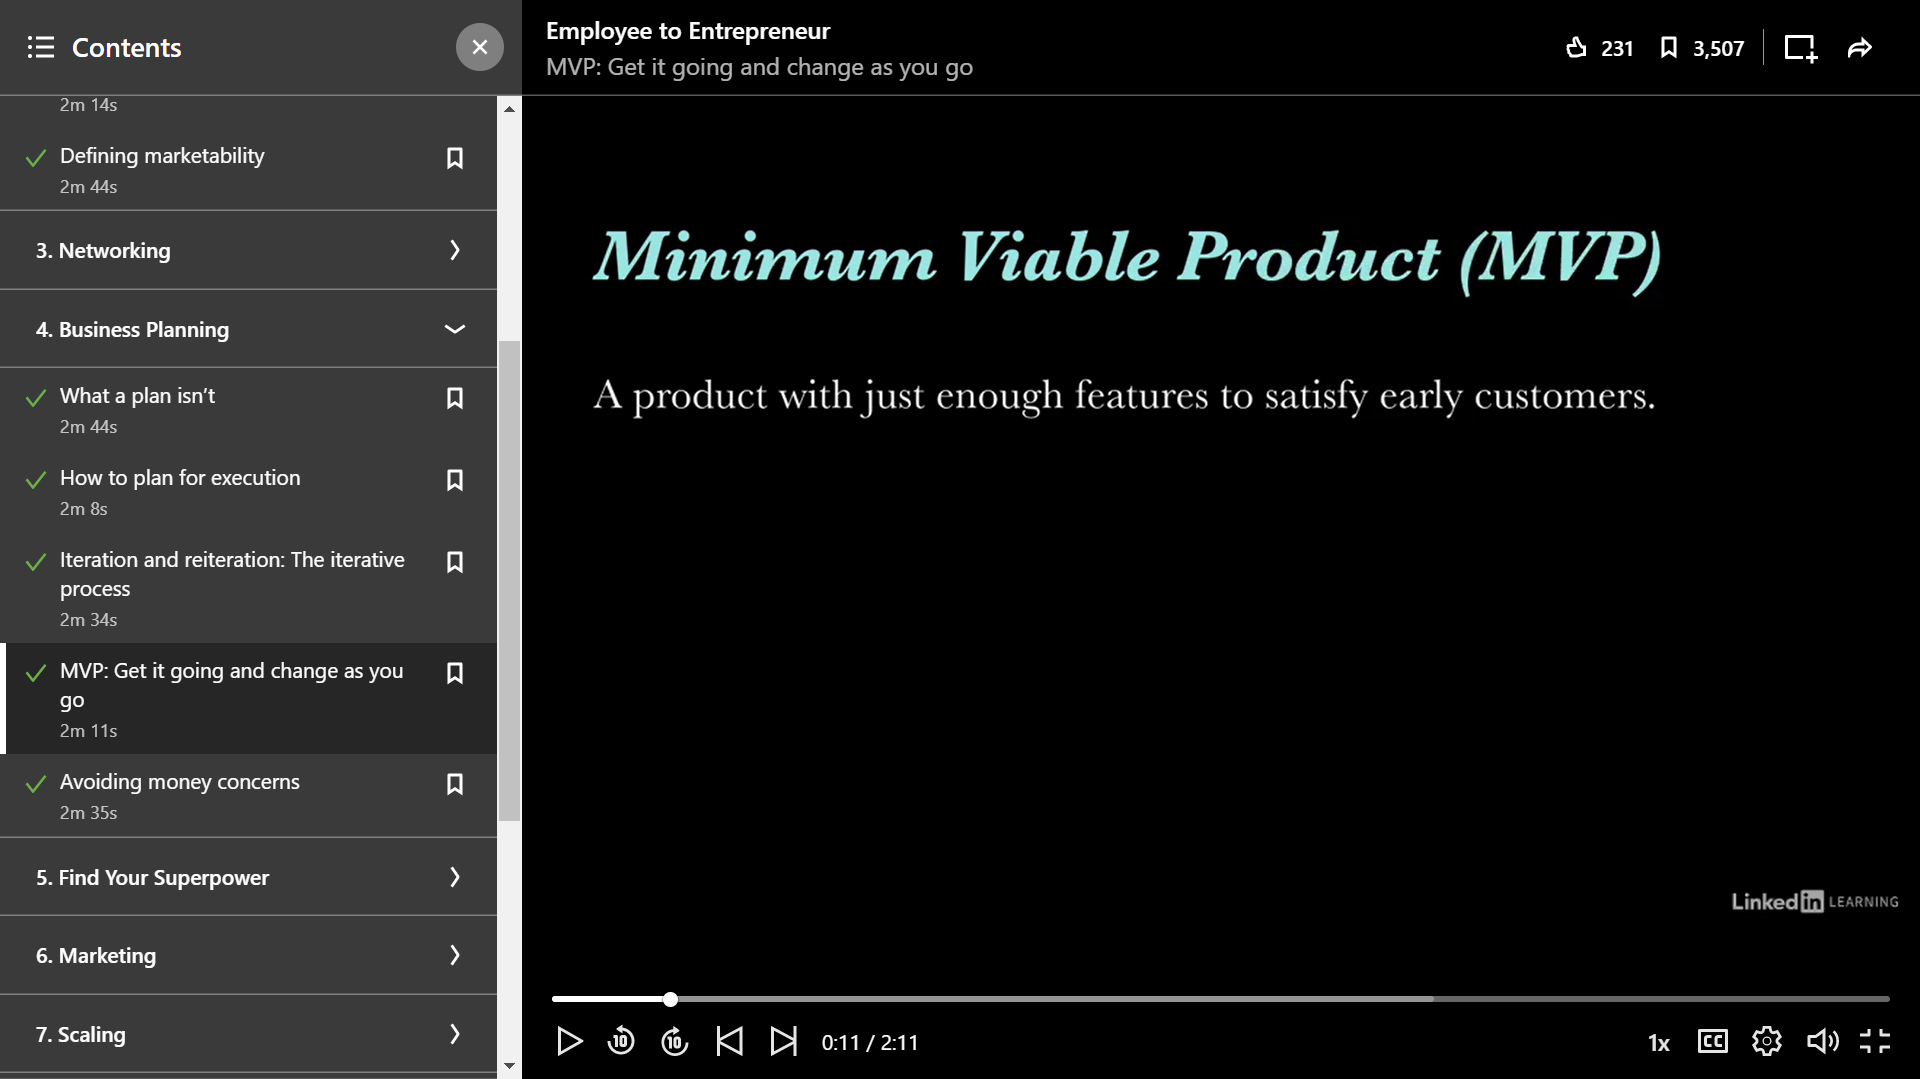 Contents
2m 14s
Defining marketability
2m 44s
3. Networking
4. Business Planning
What a plan isn’t
2m 44s
How to plan for execution
2m 8s
Iteration and reiteration: The iterative
process
2m 34s
MVP: Get it going and change as you
go
2m 11s
Avoiding money concerns
2m 35s
5. Find Your Superpower
6. Marketing
7. Scaling
Employee to Entrepreneur
MVP: Get it going and change as you go
231
3,507
Minimum Viable Product (MVP)
A product with just enough features to satisfy early customers.
Linked in LEARNING
10
10
0:11 / 2:11
1x
CC